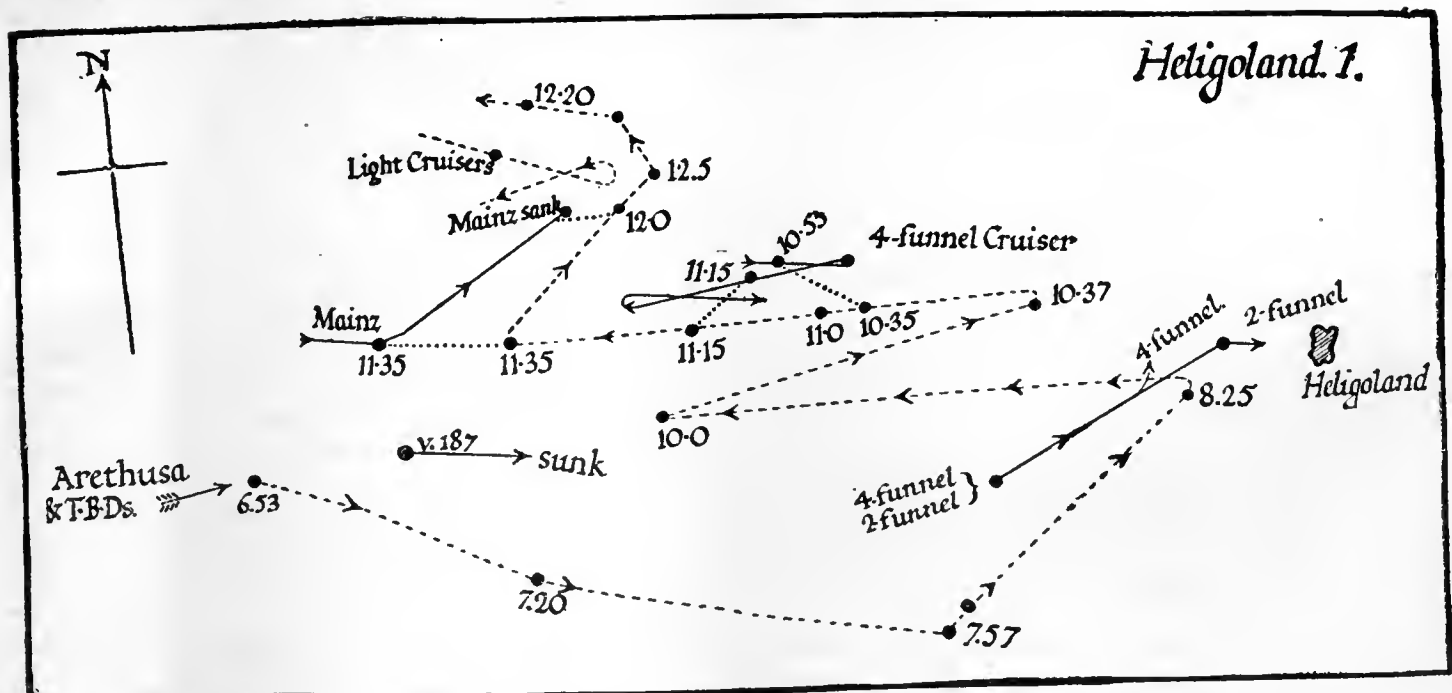 Heligoland. 1.
N
12·20
Light Cruisers
12.5
Mainz sank
12·0
10·53
4-funnel Cruiser
11·15
Mainz
11·35
11·35
11·15
11·0
10·35
10·37
4-funnel.
2-funnel
Heligoland
8.25
10·0
v.187
sunk
Arethusa
& T·B·Ds.
6.53
4-funnel
2-funnel
7.20
7.57